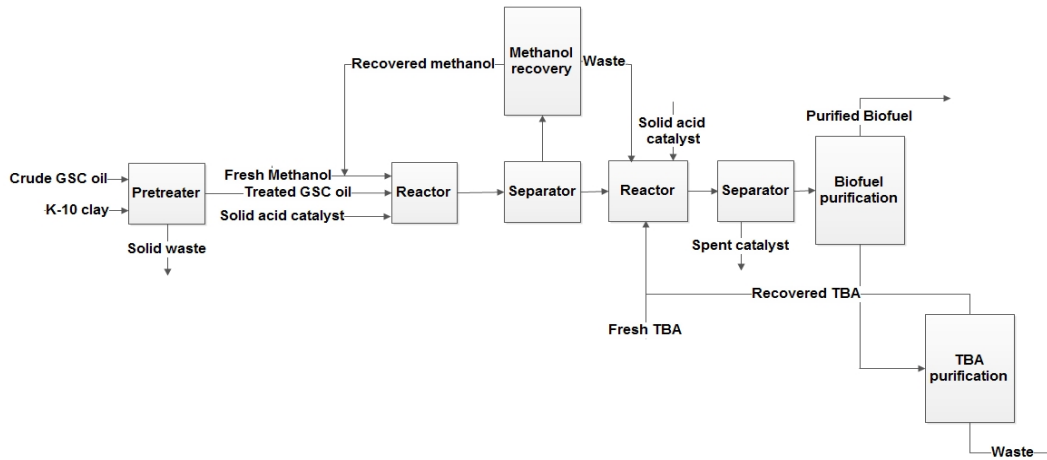 Methanol
recovery
Recovered methanol
Waste
Purified Biofuel
Solid acid
catalyst
Crude GSC oil
K-10 clay
Pretreater
Solid waste
Fresh Methanol
Treated GSC oil
Solid acid catalyst
Reactor
Separator
Reactor
Separator
Biofuel
purification
Spent catalyst
Recovered TBA
Fresh TBA
TBA
purification
Waste